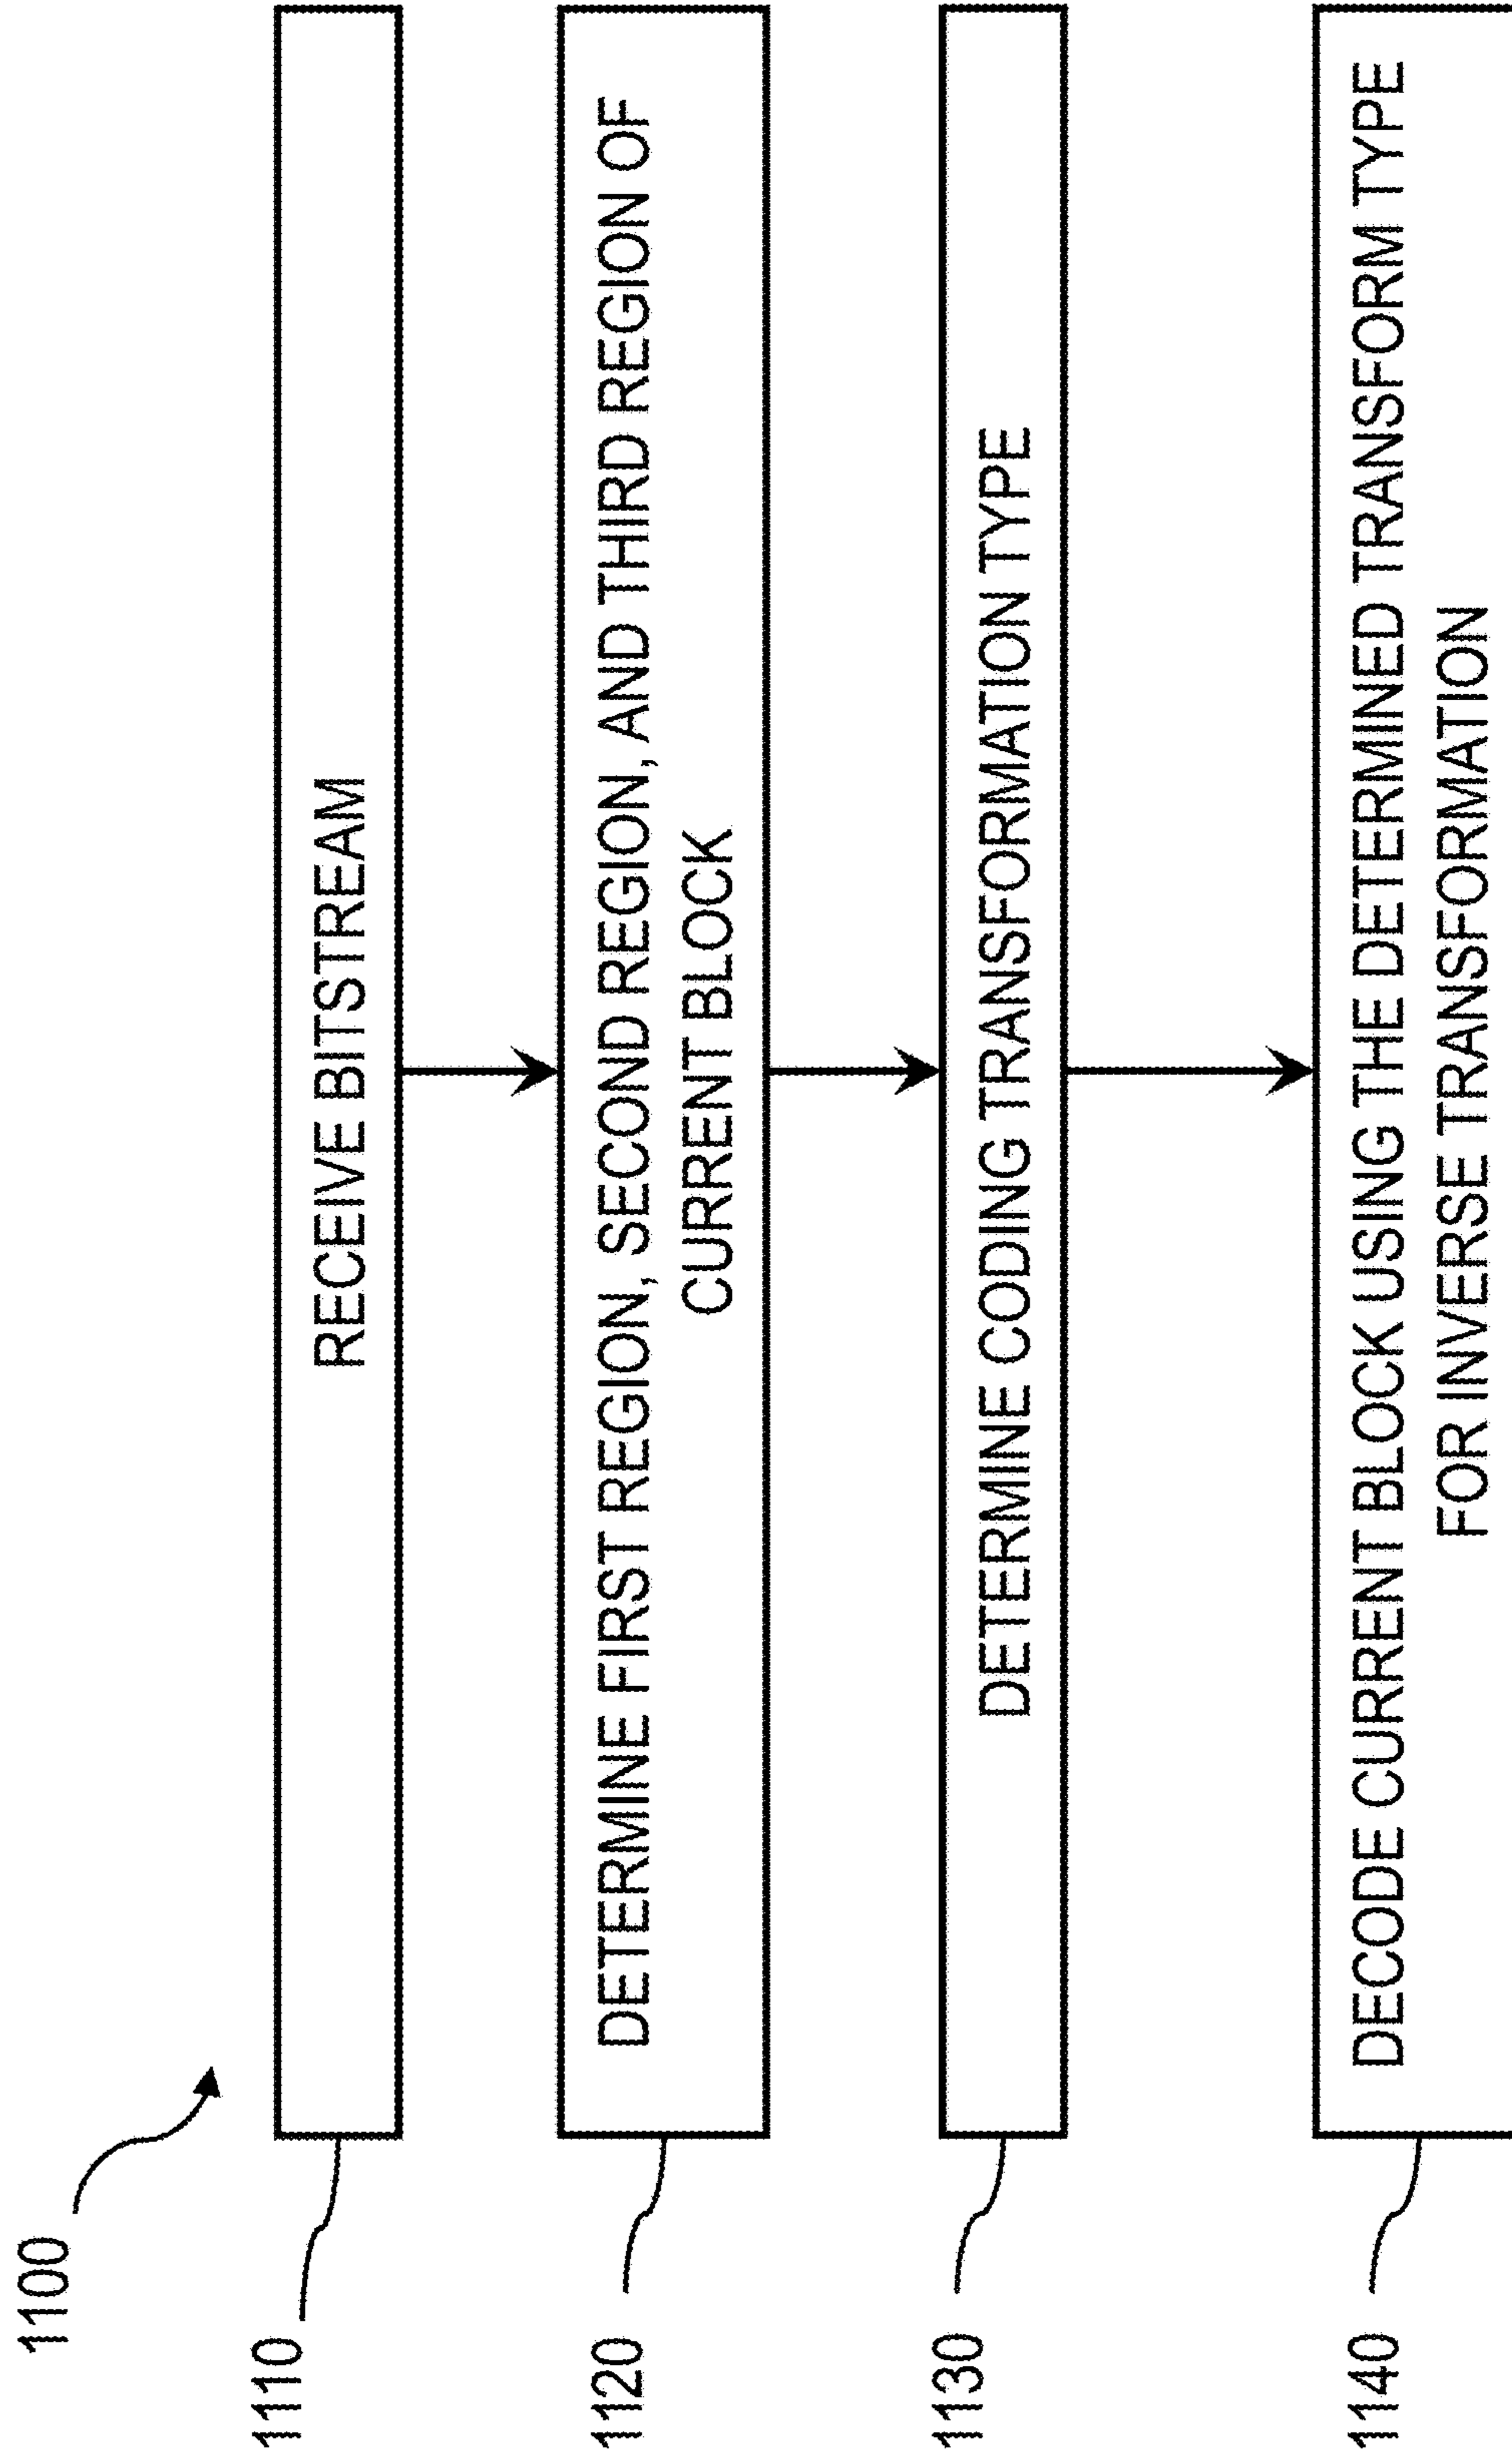 1100
1110
RECEIVE BITSTREAM
1120
DETERMINE FIRST REGION, SECOND REGION, AND THIRD REGION OF
CURRENT BLOCK
1130
DETERMINE CODING TRANSFORMATION TYPE
1140
DECODE CURRENT BLOCK USING THE DETERMINED TRANSFORM TYPE
FOR INVERSE TRANSFORMATION